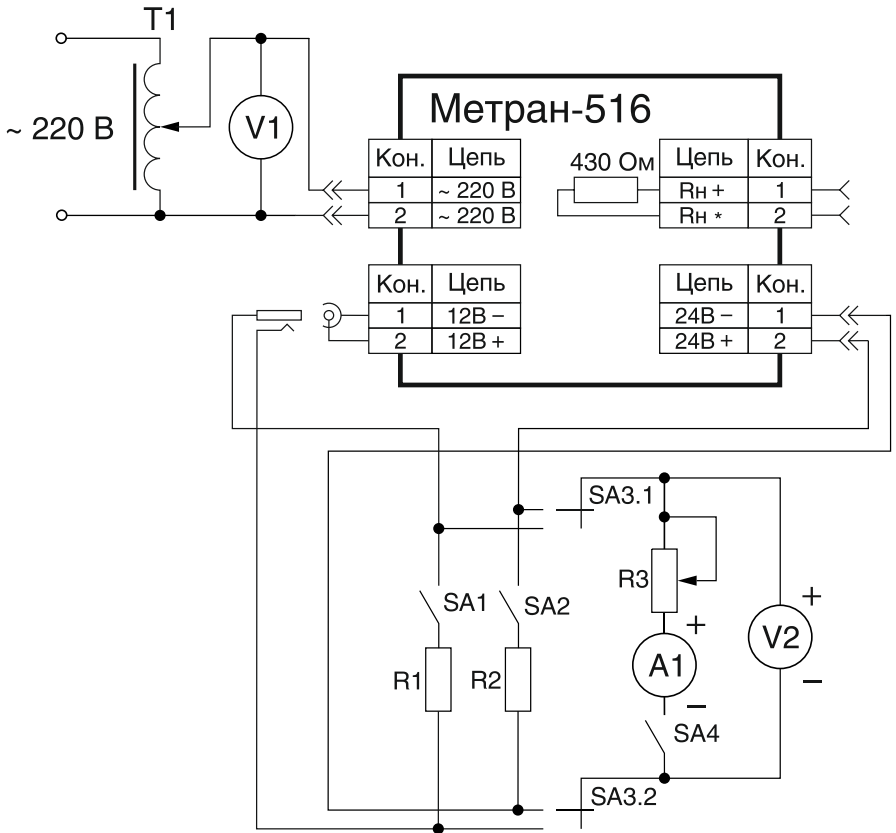 T1
~ 220 В
V1
Метран-516
Кон. Цепь
1 ~ 220 В
2 ~ 220 В
430 Ом
Цепь Кон.
Rн + 1
Rн * 2
Кон. Цепь
1 12В –
2 12В +
Цепь Кон.
24В – 1
24В + 2
SA3.1
SA1
SA2
R3
+
A1
–
+
V2
–
R1
R2
SA4
SA3.2